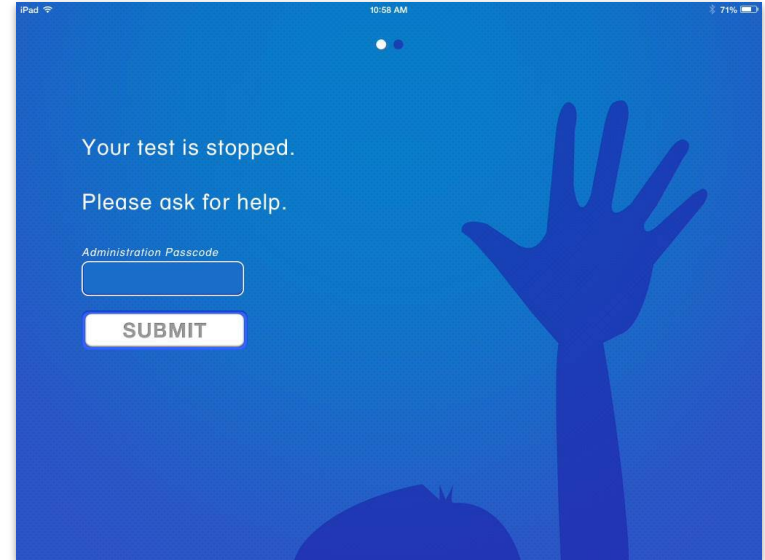 iPad 10:58 AM 71%
Your test is stopped.
Please ask for help.
Administration Passcode
SUBMIT